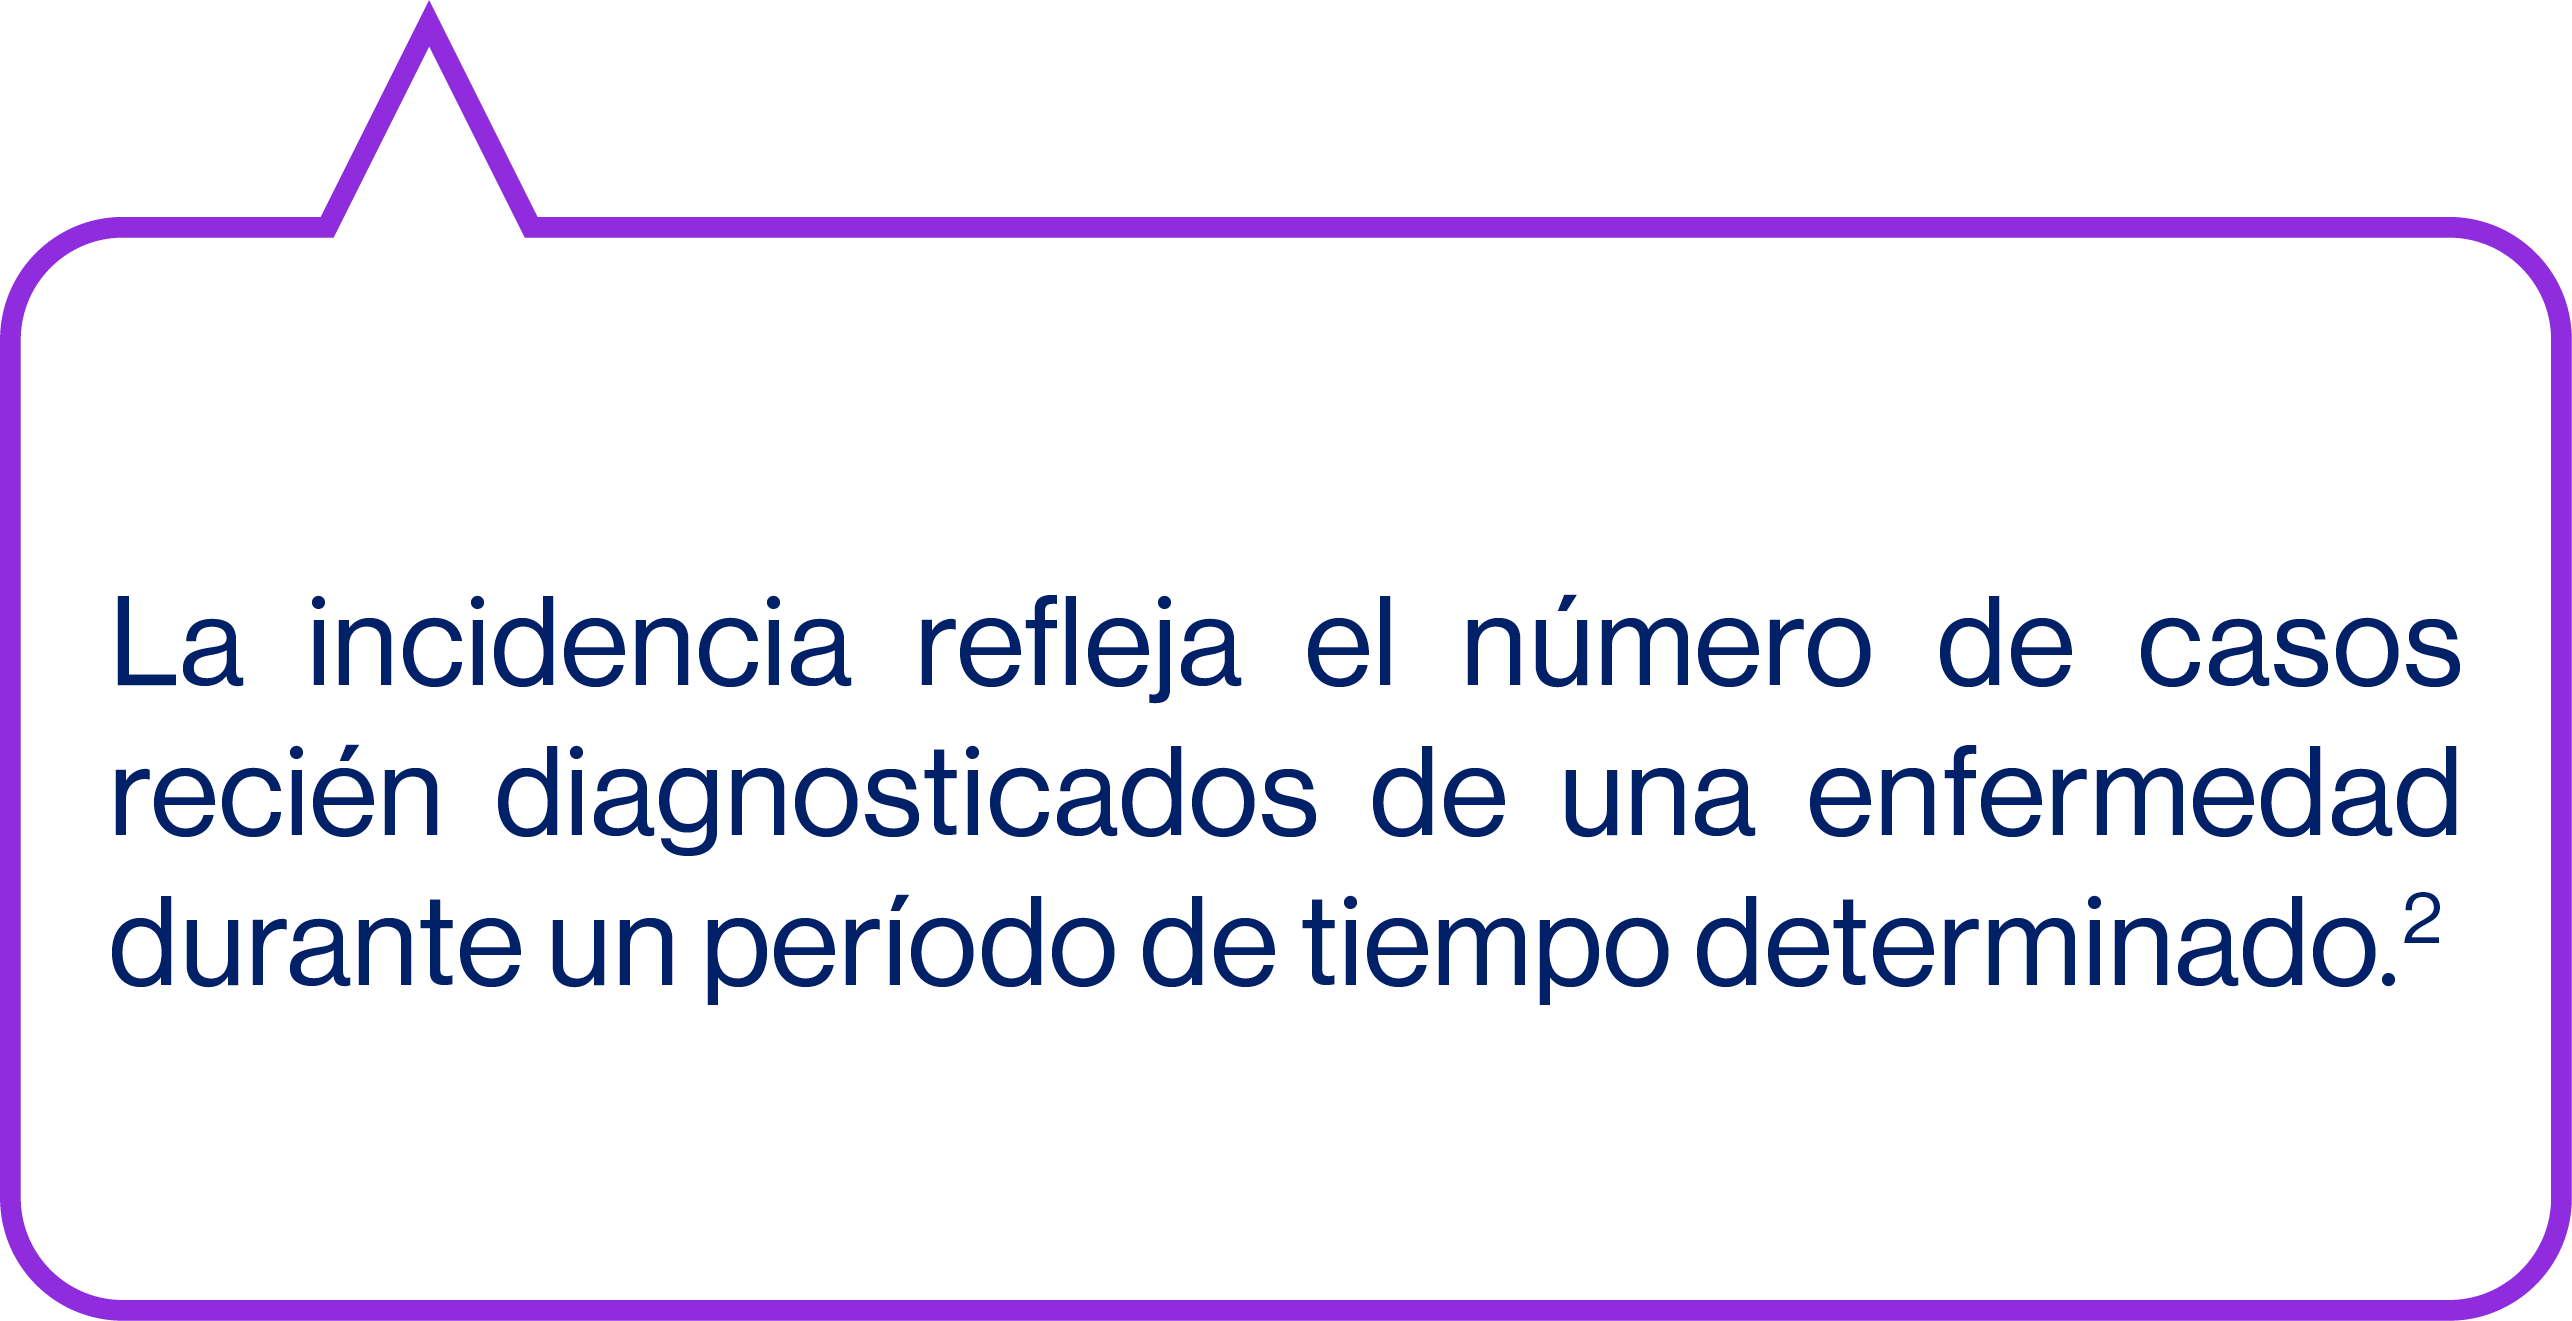 La incidencia refleja el número de casos
recién diagnosticados de una enfermedad
durante un período de tiempo determinado.²